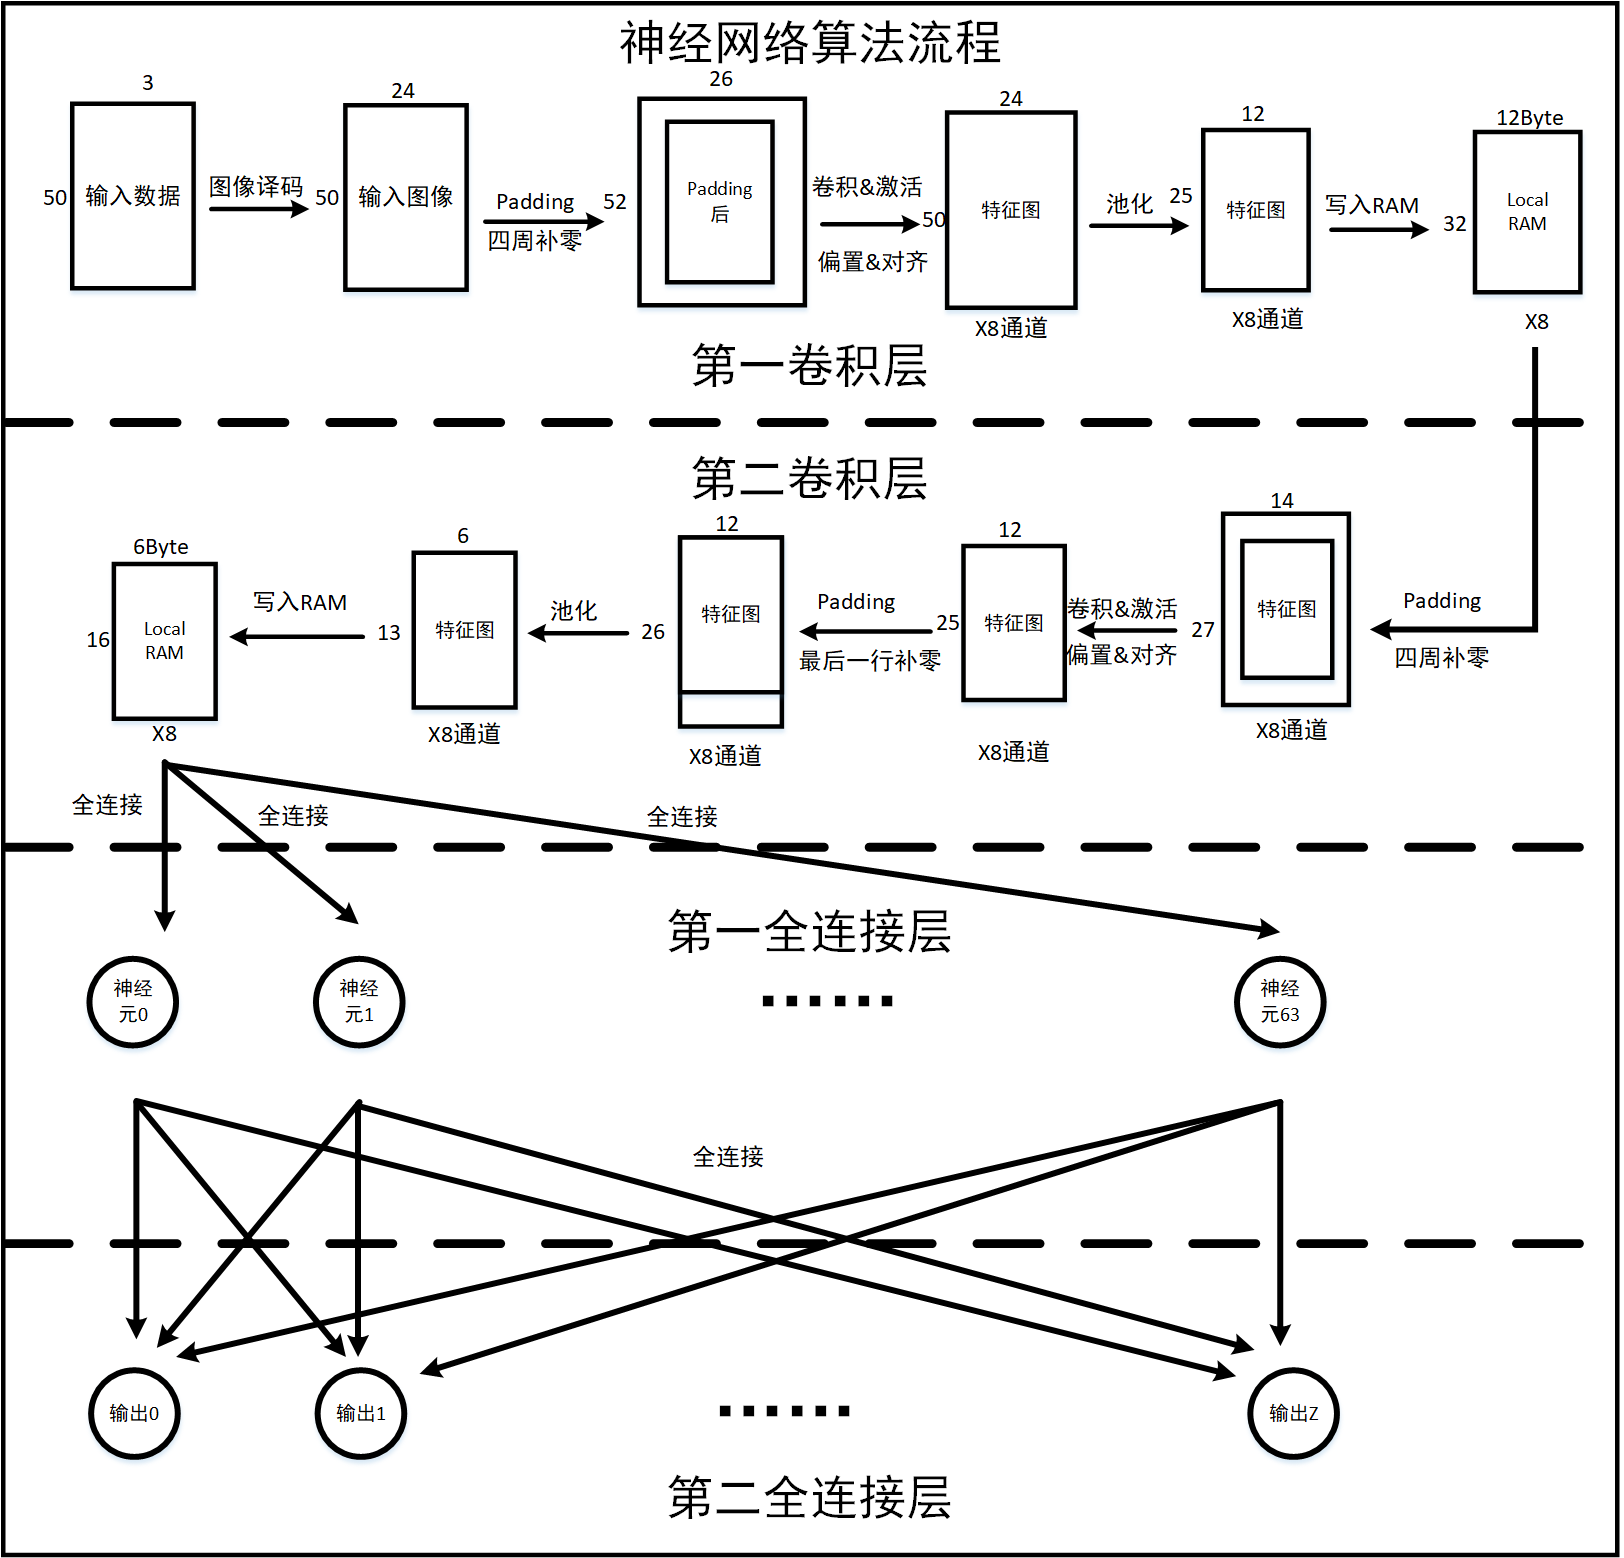 神经网络算法流程
3
50
输入数据
图像译码
24
50
输入图像
Padding
四周补零
26
52
Padding
后
卷积&激活
偏置&对齐
24
50
特征图
X8通道
池化
12
25
特征图
X8通道
写入RAM
12Byte
32
Local
RAM
X8
第一卷积层
第二卷积层
14
27
特征图
X8通道
Padding
四周补零
卷积&激活
偏置&对齐
12
25
特征图
X8通道
Padding
最后一行补零
12
26
特征图
X8通道
池化
6
13
特征图
X8通道
写入RAM
6Byte
16
Local
RAM
X8
全连接
全连接
全连接
第一全连接层
神经
元0
神经
元1
神经
元63
全连接
输出0
输出1
输出Z
第二全连接层